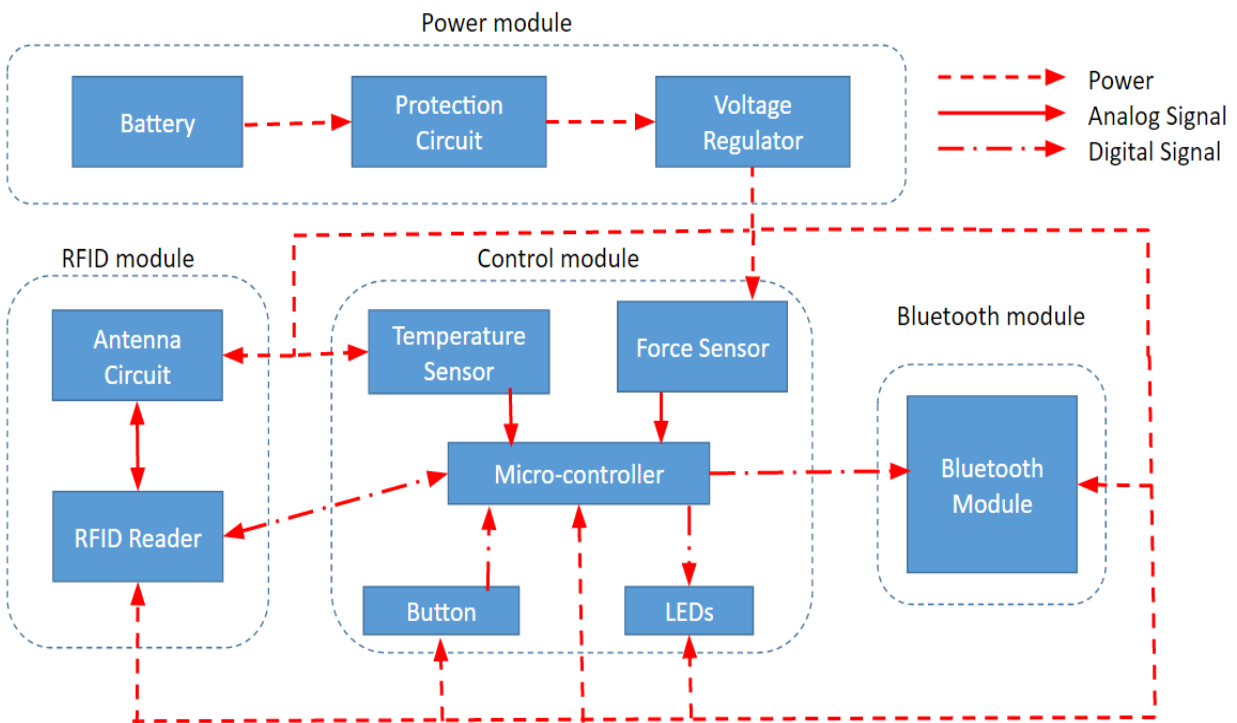 Power module
Battery
Protection
Circuit
Voltage
Regulator
Power
Analog Signal
Digital Signal
RFID module
Control module
Bluetooth module
Antenna
Circuit
Temperature
Sensor
Force Sensor
Micro-controller
Bluetooth
Module
RFID Reader
Button
LEDs